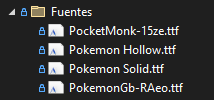 Fuentes
PocketMonk-15ze.ttf
Pokemon Hollow.ttf
Pokemon Solid.ttf
PokemonGb-RAeo.ttf